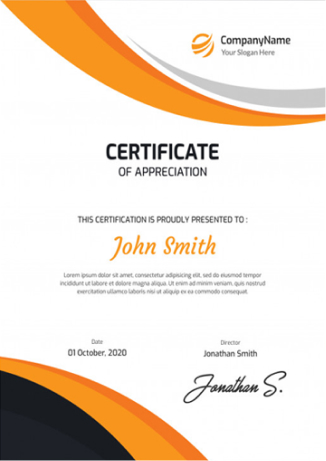 CompanyName
Your Slogan Here
CERTIFICATE
OF APPRECIATION
THIS CERTIFICATION IS PROUDLY PRESENTED TO :
John Smith
Lorem ipsum dolor sit amet, consectetur adipisicing elit, sed do eiusmod tempor
incididunt ut labore et dolore magna aliqua. Ut enim ad minim veniam, quis nostrud
exercitation ullamco laboris nisi ut aliquip ex ea commodo consequat.
Date
01 October, 2020
Director
Jonathan Smith
Jonathan S.